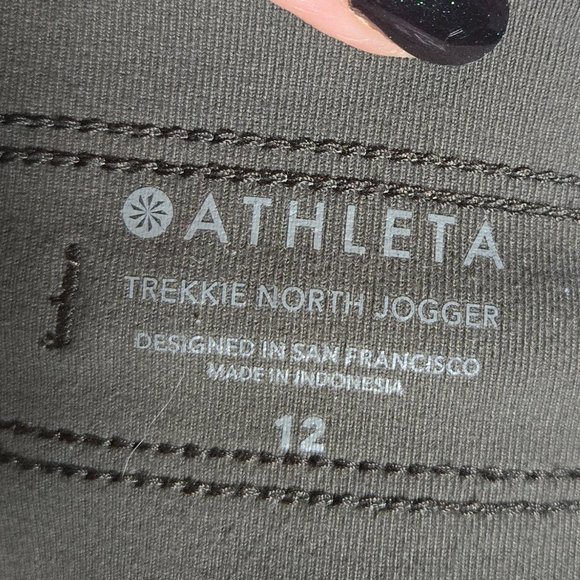 ATHLETA
TREKKIE NORTH JOGGER
DESIGNED IN SAN FRANCISCO
MADE IN INDONESIA
12